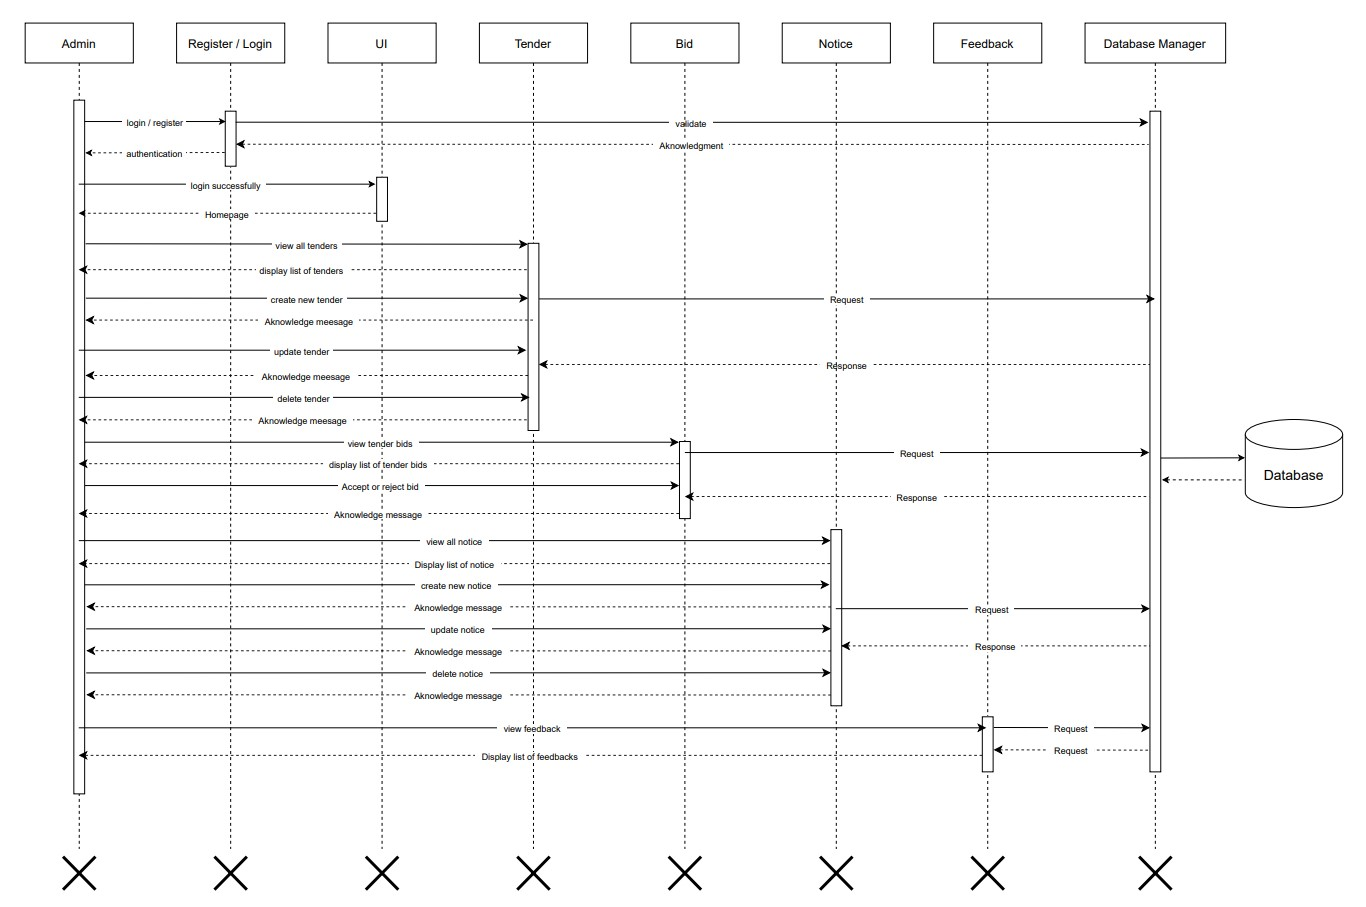 Admin
Register / Login
UI
Tender
Bid
Notice
Feedback
Database Manager
login / register
validate
Aknowledgment
authentication
login successfully
Homepage
view all tenders
display list of tenders
create new tender
Request
Aknowledge meesage
update tender
Response
Aknowledge meesage
delete tender
Aknowledge meesage
view tender bids
Request
display list of tender bids
Database
Accept or reject bid
Response
Aknowledge message
view all notice
Display list of notice
create new notice
Aknowledge message
Request
update notice
Response
Aknowledge message
delete notice
Aknowledge message
view feedback
Request
Request
Display list of feedbacks